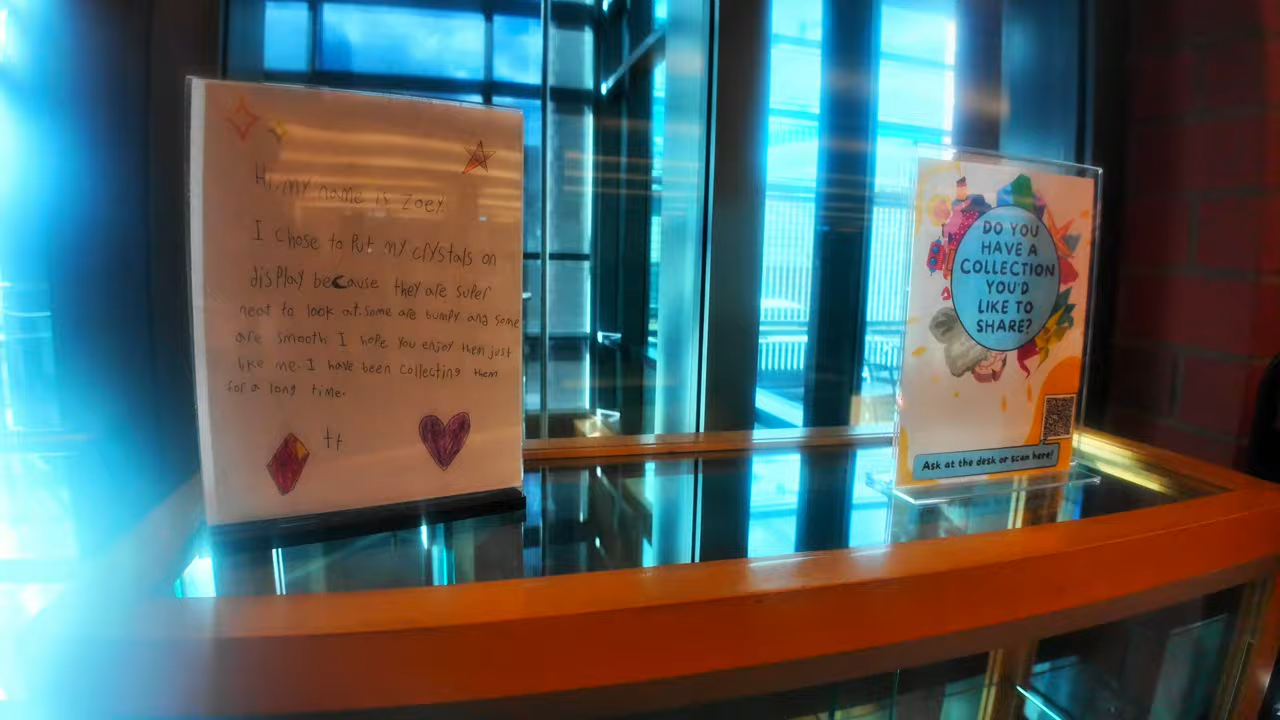 Hi, my name is Zoey.
I chose to put my crystals on
display because they are super
neat to look at. Some are bumpy and some
are smooth I hope you enjoy them just
like me. I have been collecting them
for a long time.
DO YOU
HAVE A
COLLECTION
YOU'D
LIKE TO
SHARE?
Ask at the desk or scan here!